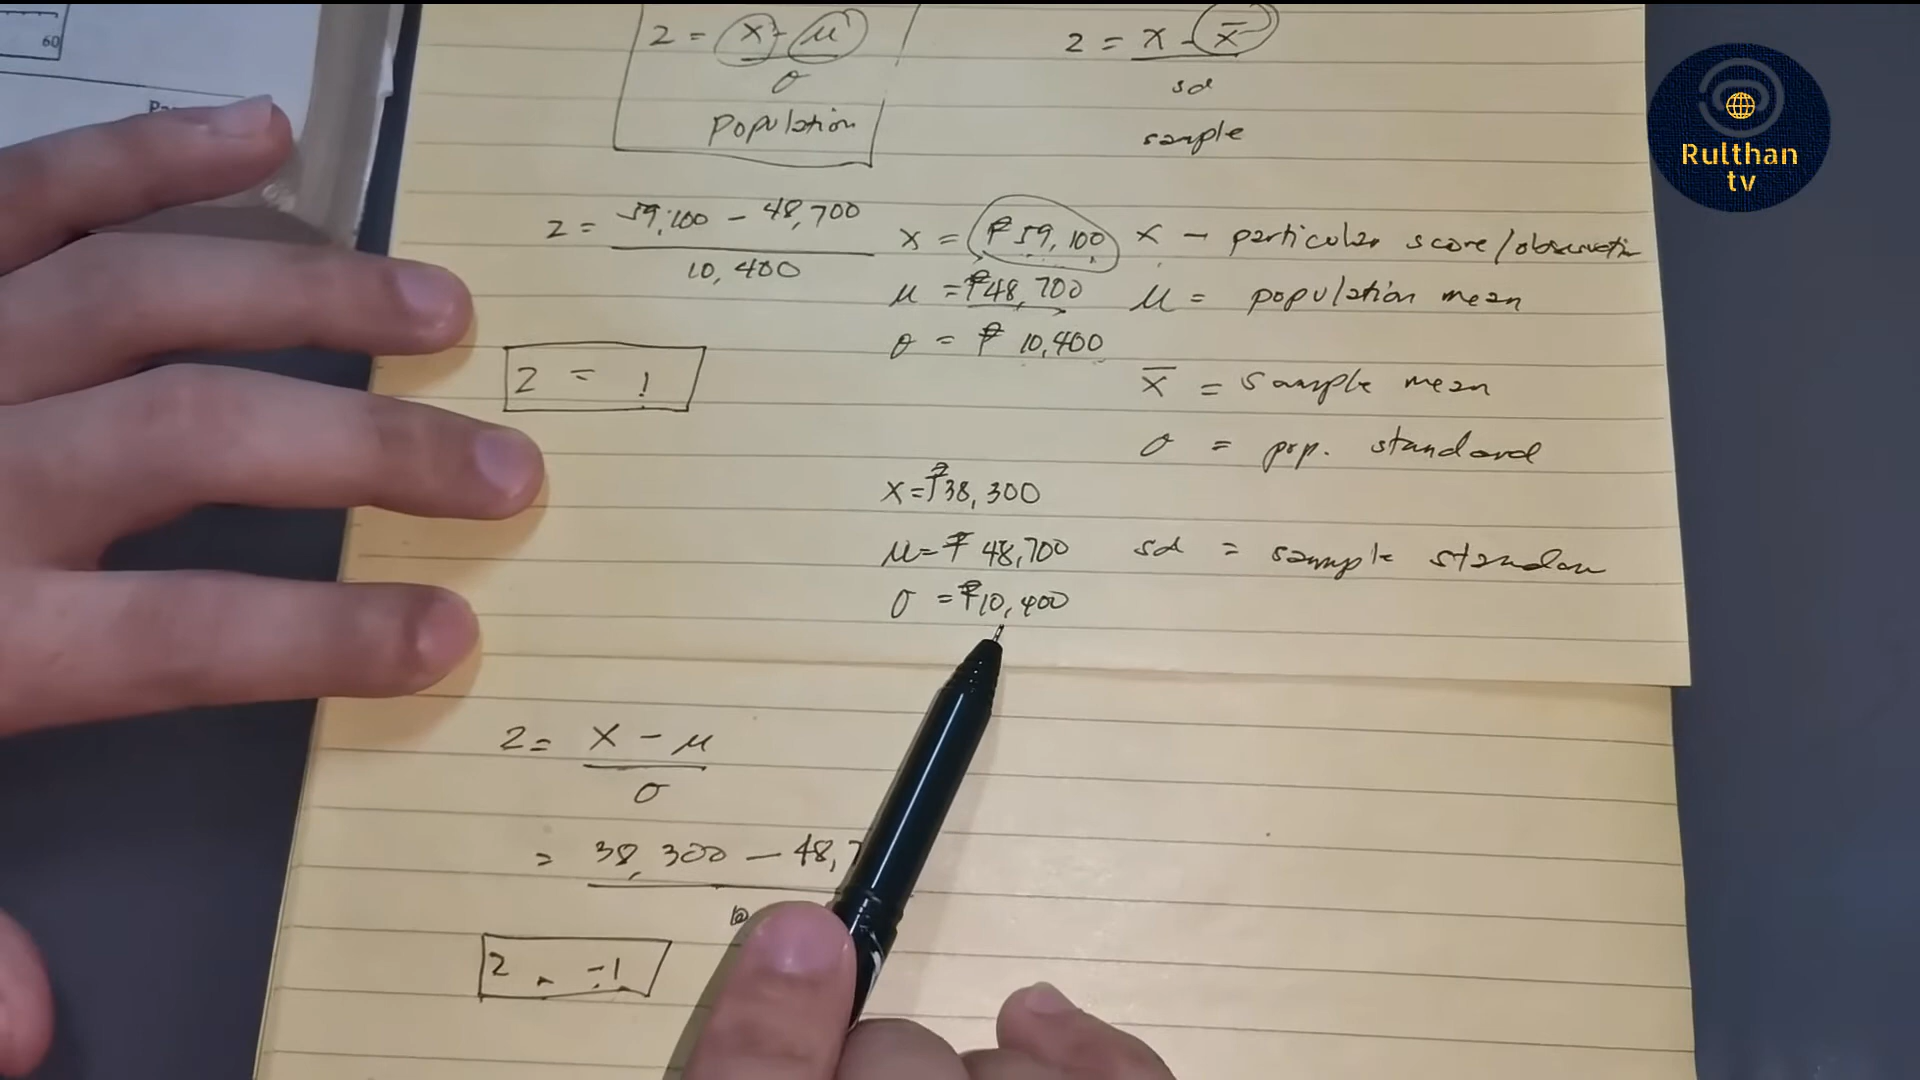 60
z = x - μ
σ
population
z = x - x̄
sd
sample
Rulthan
tv
z = 59,100 - 48,700
10,400
z = 1
x = ₱59,100
μ = ₱48,700
σ = ₱ 10,400
x - particular score/observation
μ = population mean
x̄ = sample mean
σ = pop. standard
x = ₱38,300
μ = ₱ 48,700
σ = ₱10,400
sd = sample
z = x - μ
σ
= 38,300 - 48,7
10
z = -1